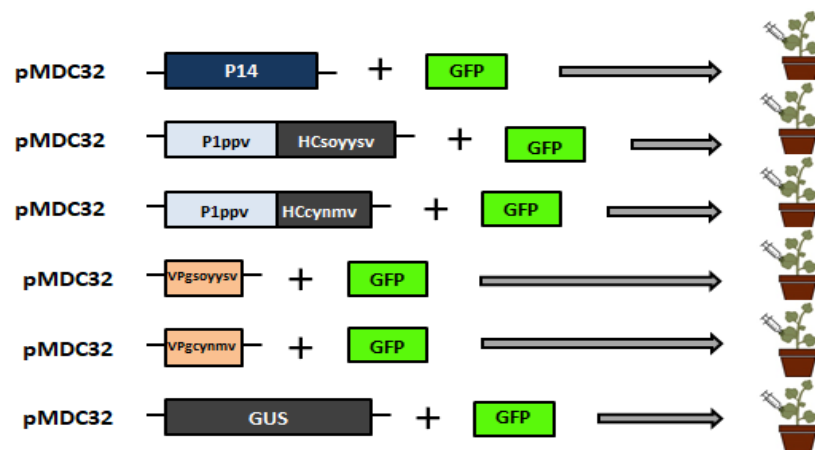 pMDC32 P14 + GFP
pMDC32 P1ppv HCsoyysv + GFP
pMDC32 P1ppv HCcynmv + GFP
pMDC32 VPgsoyysv + GFP
pMDC32 VPgcynmv + GFP
pMDC32 GUS + GFP